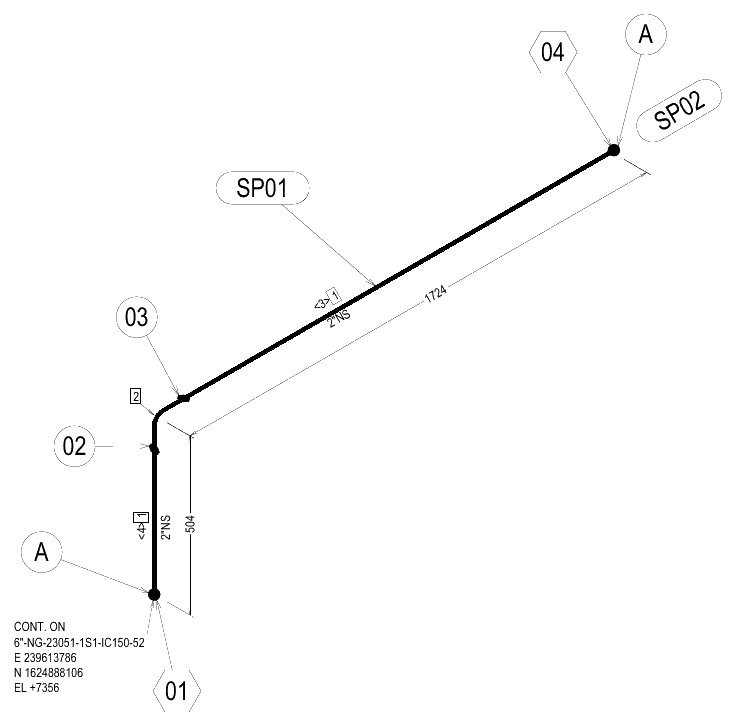 A
04
SP02
SP01
<3> 1
2"NS
1724
03
2
02
<4> 1
2"NS
504
A
CONT. ON
6"-NG-23051-1S1-IC150-52
E 239613786
N 1624888106
EL +7356
01